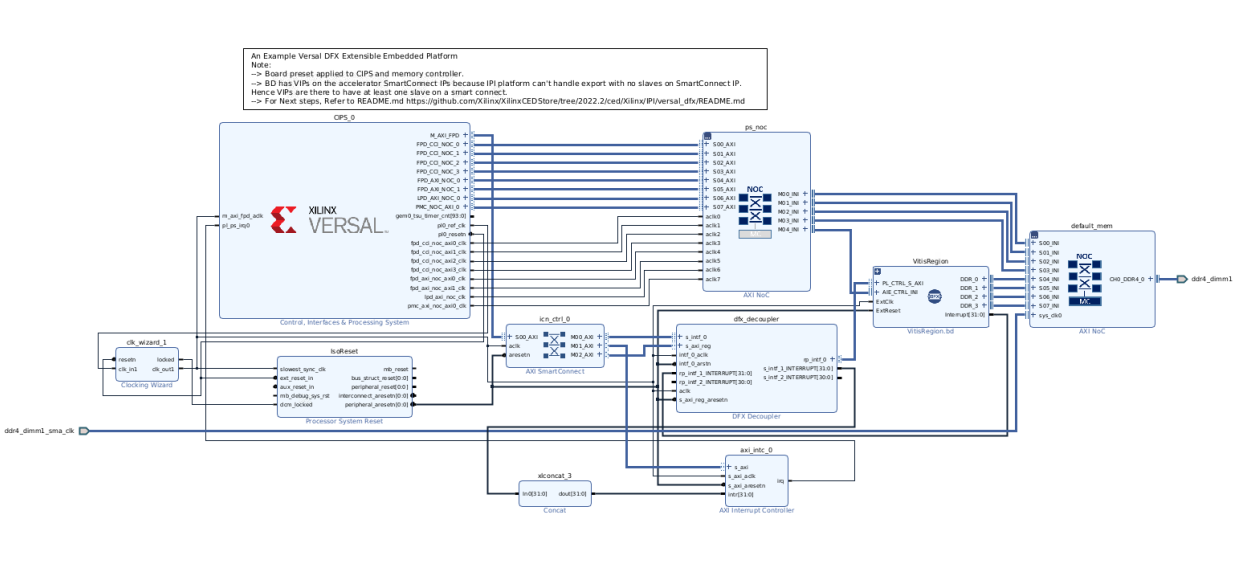 An Example Versal DFX Extensible Embedded Platform
Note:
--> Board preset applied to CIPS and memory controller.
--> BD has VIPs on the accelerator SmartConnect IPs because IPI platform can't handle export with no slaves on SmartConnect IP.
Hence VIPs are there to have at least one slave on a smart connect.
--> For Next steps, Refer to README.md https://github.com/Xilinx/XilinxCEDStore/tree/2022.2/ced/Xilinx/IPI/versal_dfx/README.md
CIPS_0
M_AXI_FPD
FPD_CCI_NOC_0
FPD_CCI_NOC_1
FPD_CCI_NOC_2
FPD_CCI_NOC_3
FPD_AXI_NOC_0
FPD_AXI_NOC_1
LPD_AXI_NOC_0
PMC_NOC_AXI_0
m_axi_fpd_aclk
pl_ps_irq0
XILINX
VERSAL
gem0_tsu_timer_cnt[93:0]
pl0_ref_clk
pl0_resetn
fpd_cci_noc_axi0_clk
fpd_cci_noc_axi1_clk
fpd_cci_noc_axi2_clk
fpd_cci_noc_axi3_clk
fpd_axi_noc_axi0_clk
fpd_axi_noc_axi1_clk
lpd_axi_noc_clk
pmc_axi_noc_axi0_clk
Control, Interfaces & Processing System
ps_noc
S00_AXI
S01_AXI
S02_AXI
S03_AXI
S04_AXI
S05_AXI
S06_AXI
S07_AXI
aclk0
aclk1
aclk2
aclk3
aclk4
aclk5
aclk6
aclk7
NOC
M00_INI
M01_INI
M02_INI
M03_INI
M04_INI
AXI NoC
default_mem
S00_INI
S01_INI
S02_INI
S03_INI
S04_INI
S05_INI
S06_INI
S07_INI
sys_clk0
NOC
MC
CH0_DDR4_0
ddr4_dimm1
AXI NoC
VitisRegion
PL_CTRL_S_AXI
AIE_CTRL_INI
ExtClk
ExtReset
DFX
DDR_0
DDR_1
DDR_2
DDR_3
Interrupt[31:0]
VitisRegion.bd
clk_wizard_1
resetn
clk_in1
locked
clk_out1
Clocking Wizard
IsoReset
slowest_sync_clk
ext_reset_in
aux_reset_in
mb_debug_sys_rst
dcm_locked
mb_reset
bus_struct_reset[0:0]
peripheral_reset[0:0]
interconnect_aresetn[0:0]
peripheral_aresetn[0:0]
Processor System Reset
icn_ctrl_0
S00_AXI
aclk
aresetn
M00_AXI
M01_AXI
M02_AXI
AXI SmartConnect
dfx_decoupler
s_intf_0
s_axi_reg
intf_0_aclk
intf_0_arstn
rp_intf_1_INTERRUPT[31:0]
rp_intf_2_INTERRUPT[30:0]
aclk
s_axi_reg_aresetn
rp_intf_0
s_intf_1_INTERRUPT[31:0]
s_intf_2_INTERRUPT[30:0]
DFX Decoupler
ddr4_dimm1_sma_clk
xlconcat_3
In0[31:0]
dout[31:0]
Concat
axi_intc_0
s_axi
s_axi_aclk
s_axi_aresetn
intr[31:0]
irq
AXI Interrupt Controller